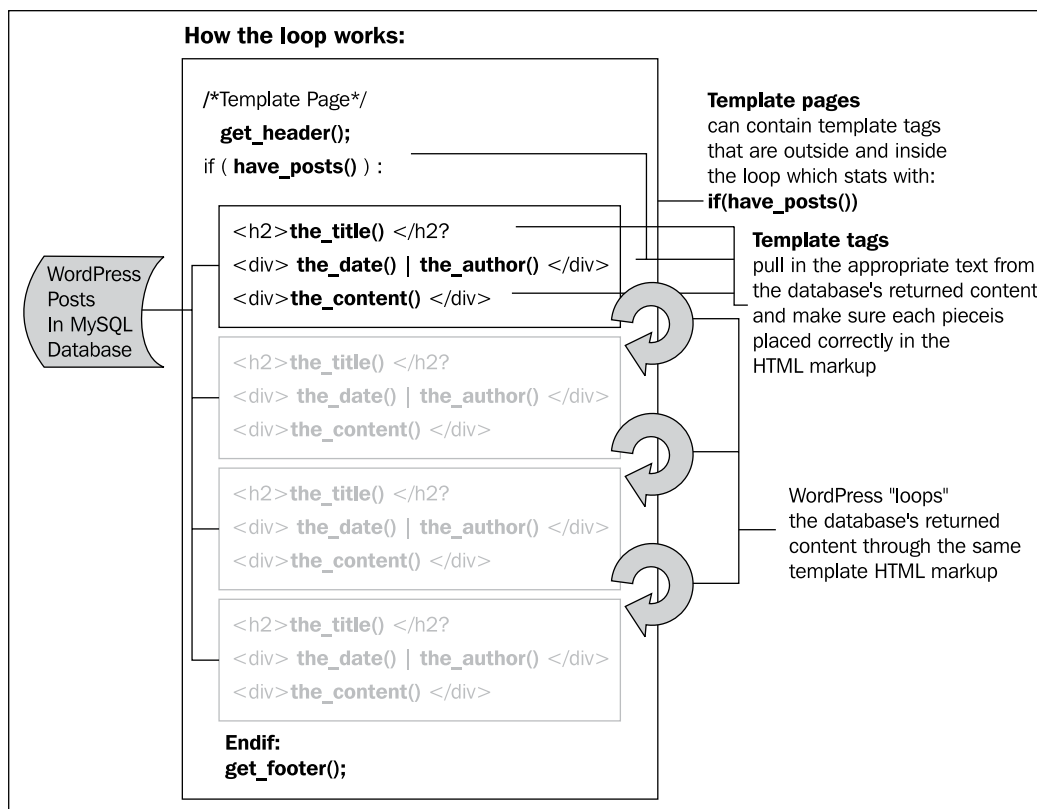 How the loop works:
/*Template Page*/
get_header();
if ( have_posts() ) :
<h2>the_title() </h2?
<div> the_date() | the_author() </div>
<div>the_content() </div>
<h2>the_title() </h2?
<div> the_date() | the_author() </div>
<div>the_content() </div>
<h2>the_title() </h2?
<div> the_date() | the_author() </div>
<div>the_content() </div>
<h2>the_title() </h2?
<div> the_date() | the_author() </div>
<div>the_content() </div>
Endif:
get_footer();
WordPress
Posts
In MySQL
Database
Template pages
can contain template tags
that are outside and inside
the loop which stats with:
if(have_posts())
Template tags
pull in the appropriate text from
the database's returned content
and make sure each pieceis
placed correctly in the
HTML markup
WordPress "loops"
the database's returned
content through the same
template HTML markup